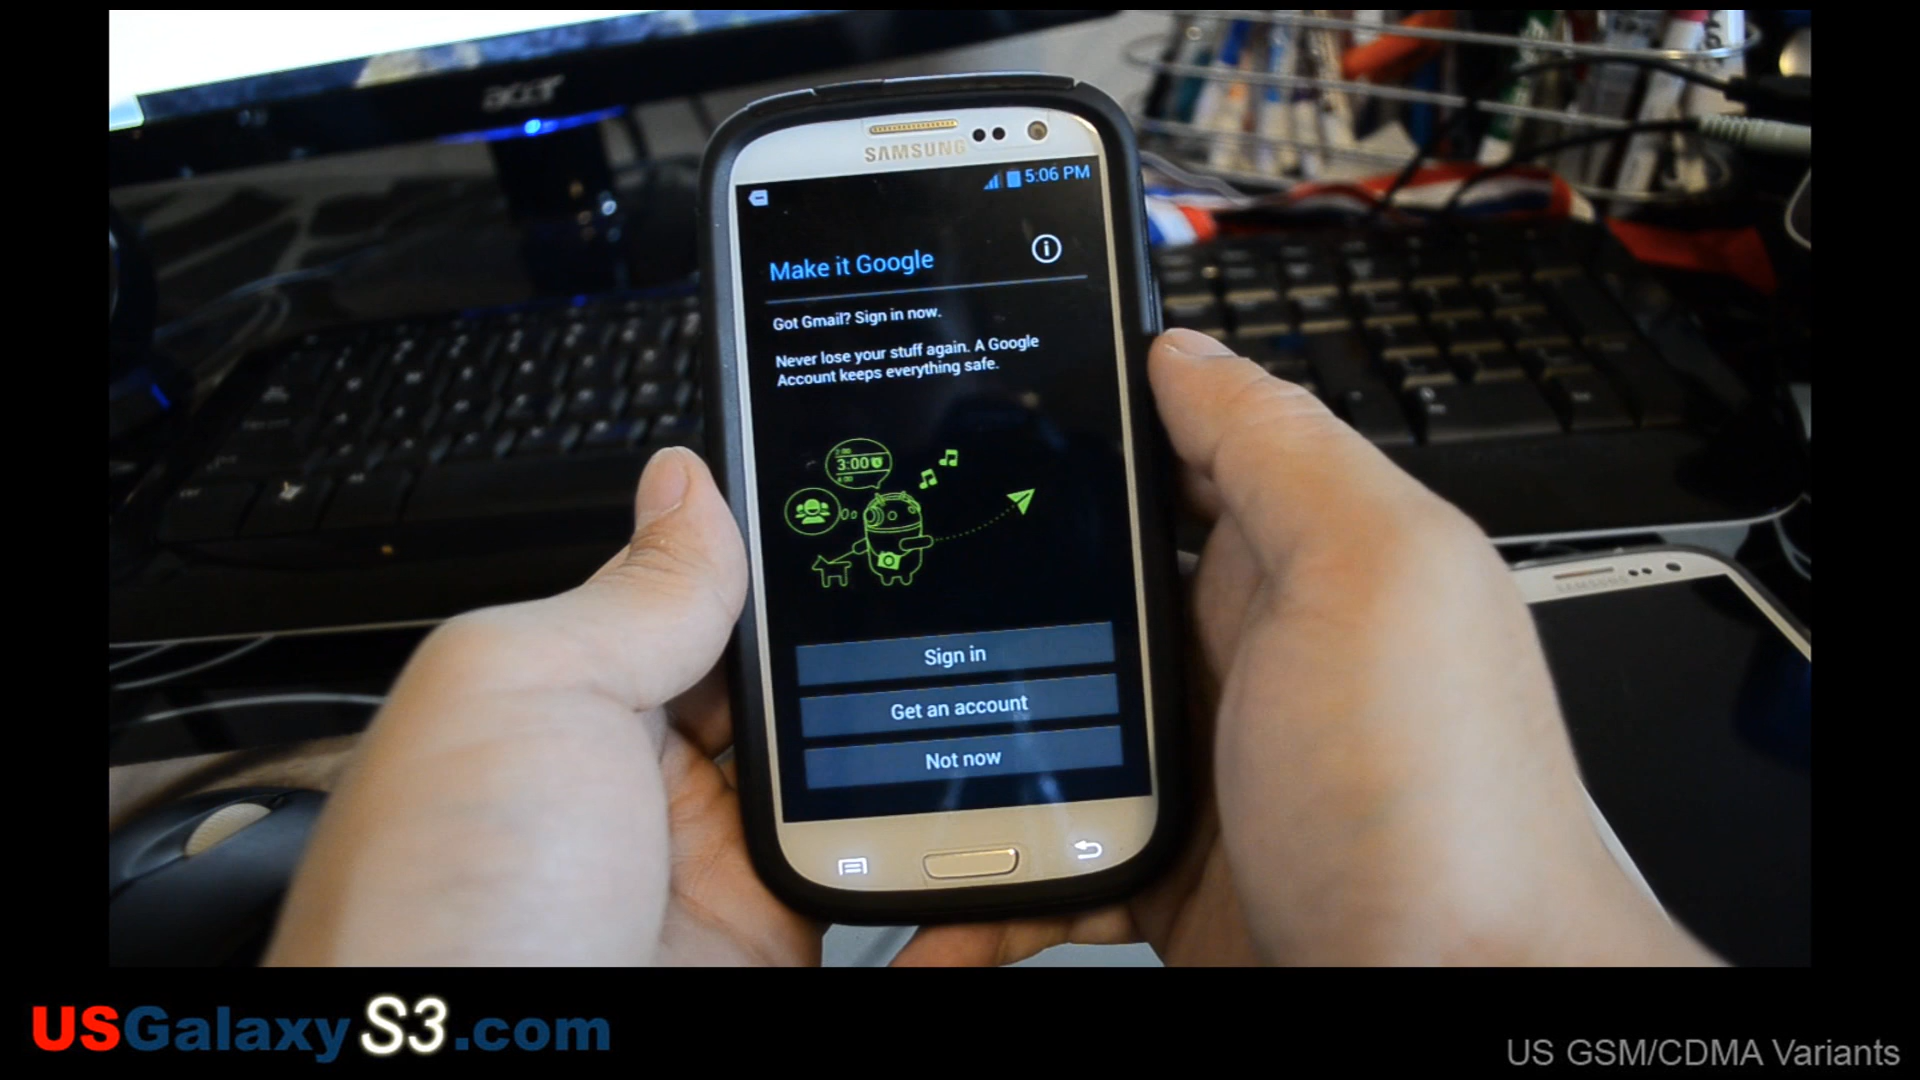 acer
SAMSUNG
5:06 PM
Make it Google
Got Gmail? Sign in now.
Never lose your stuff again. A Google
Account keeps everything safe.
3:00
Sign in
Get an account
Not now
SAMSUNG
USGalaxyS3.com
US GSM/CDMA Variants